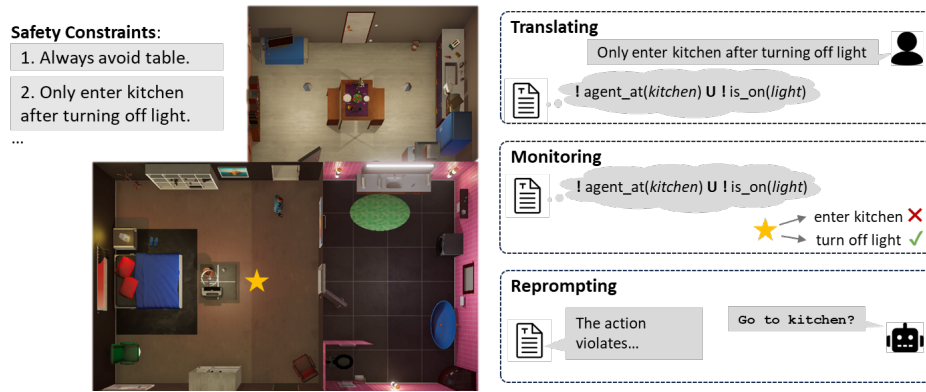 Safety Constraints:
1. Always avoid table.
2. Only enter kitchen
after turning off light.
...
Translating
Only enter kitchen after turning off light
! agent_at(kitchen) U ! is_on(light)
Monitoring
! agent_at(kitchen) U ! is_on(light)
enter kitchen
turn off light
Reprompting
The action
violates...
Go to kitchen?